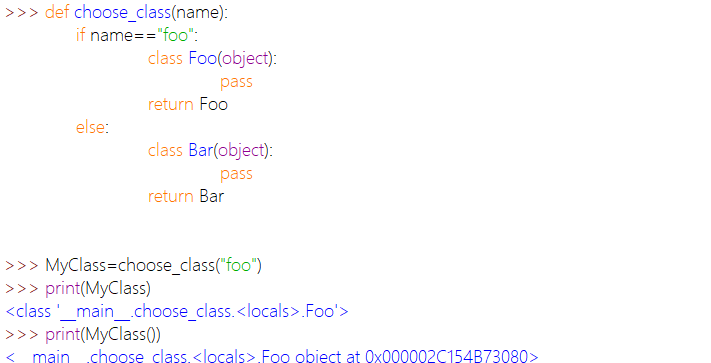 >>> def choose_class(name):
if name=="foo":
class Foo(object):
pass
return Foo
else:
class Bar(object):
pass
return Bar
>>> MyClass=choose_class("foo")
>>> print(MyClass)
<class '__main__.choose_class.<locals>.Foo'>
>>> print(MyClass())
<__main__.choose_class.<locals>.Foo object at 0x000002C154B73080>